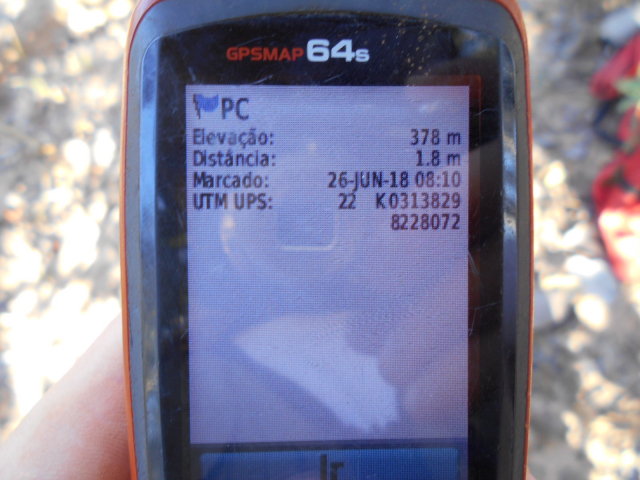 GPSMAP 64s
PC
Elevação: 378 m
Distância: 1.8 m
Marcado: 26-JUN-18 08:10
UTM UPS: 22 K 0313829
8228072
Ir